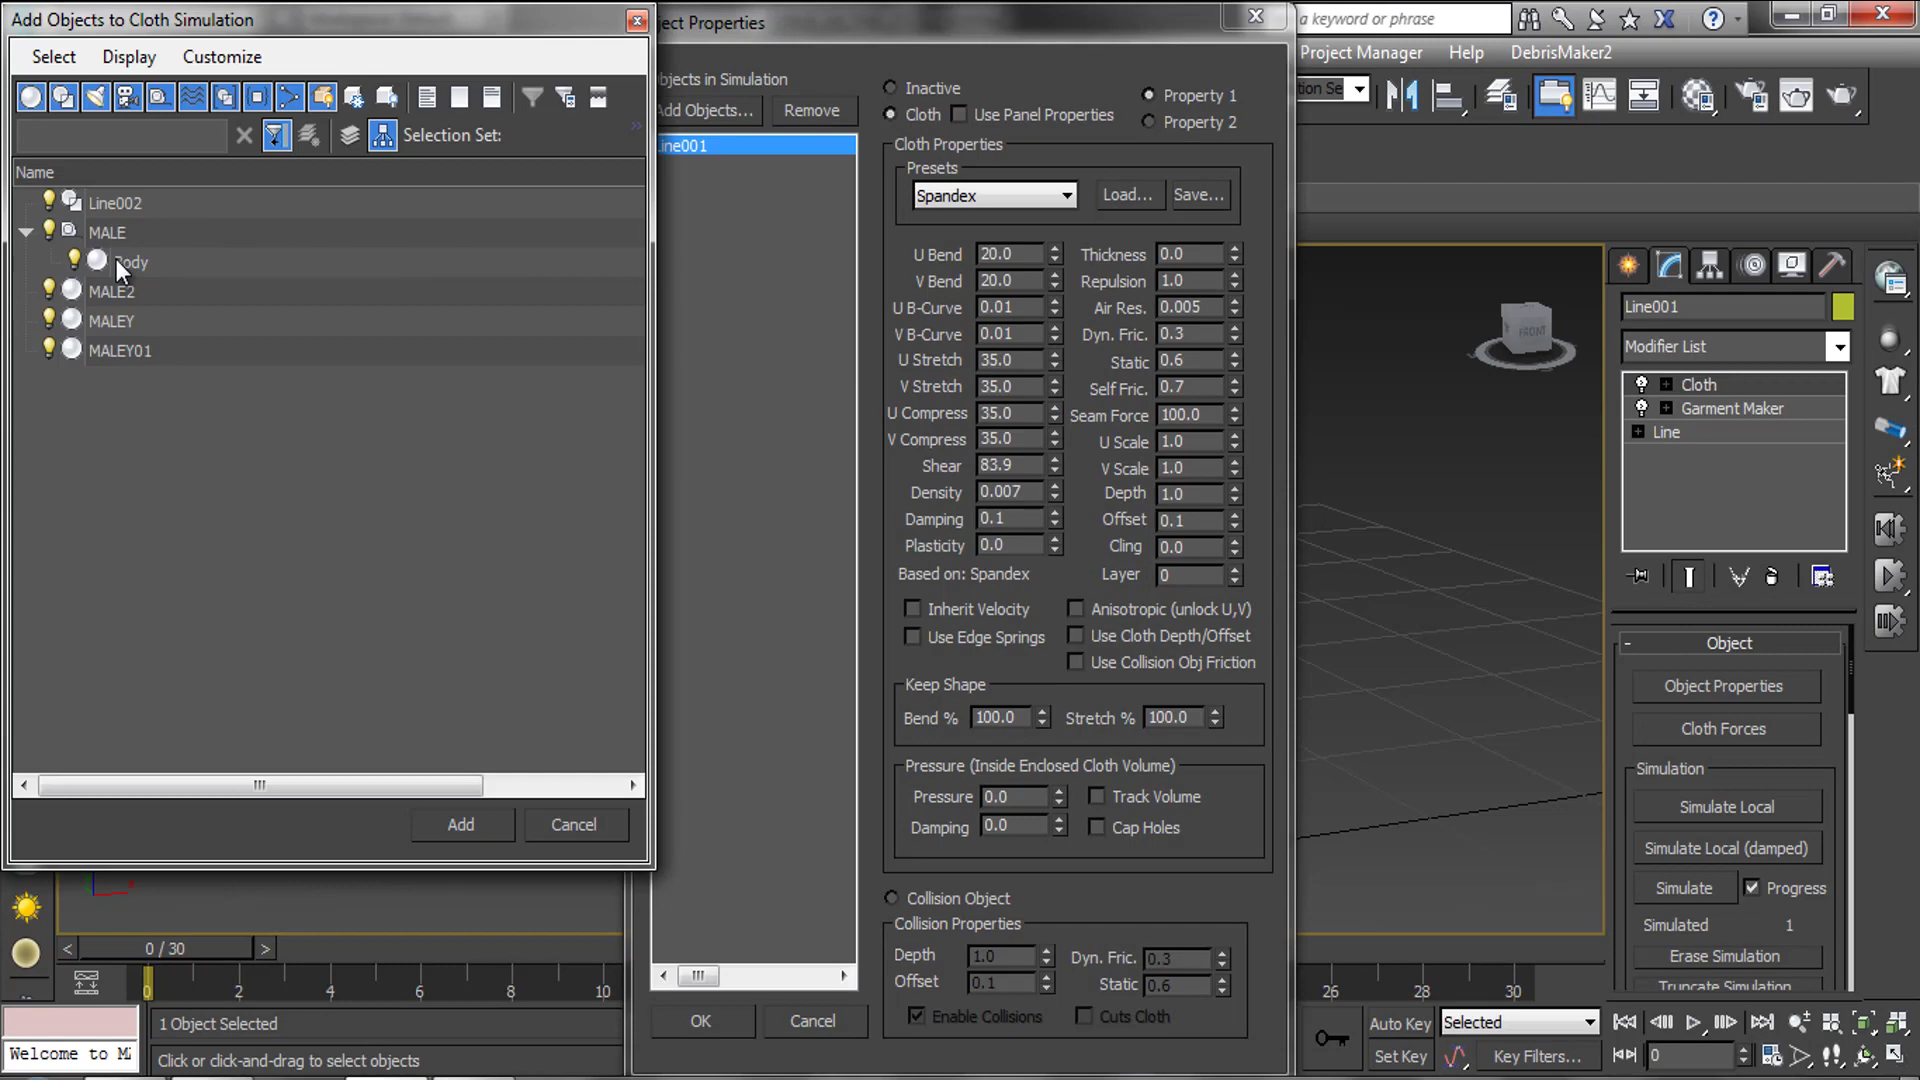 Add Objects to Cloth Simulation
Select Display Customize
Selection Set:
Name
Line002
MALE
Body
MALE2
MALEY
MALEY01
Add Cancel
ject Properties
bjects in Simulation
Add Objects... Remove
ine001
Inactive
Cloth Use Panel Properties
Property 1
Property 2
Cloth Properties
Presets
Spandex Load... Save...
U Bend 20.0 Thickness 0.0
V Bend 20.0 Repulsion 1.0
U B-Curve 0.01 Air Res. 0.005
V B-Curve 0.01 Dyn. Fric. 0.3
U Stretch 35.0 Static 0.6
V Stretch 35.0 Self Fric. 0.7
U Compress 35.0 Seam Force 100.0
V Compress 35.0 U Scale 1.0
Shear 83.9 V Scale 1.0
Density 0.007 Depth 1.0
Damping 0.1 Offset 0.1
Plasticity 0.0 Cling 0.0
Based on: Spandex Layer 0
Inherit Velocity Anisotropic (unlock U,V)
Use Edge Springs Use Cloth Depth/Offset
Use Collision Obj Friction
Keep Shape
Bend % 100.0 Stretch % 100.0
Pressure (Inside Enclosed Cloth Volume)
Pressure 0.0 Track Volume
Damping 0.0 Cap Holes
Collision Object
Collision Properties
Depth 1.0 Dyn. Fric. 0.3
Offset 0.1 Static 0.6
Enable Collisions Cuts Cloth
OK Cancel
a keyword or phrase
Project Manager Help DebrisMaker2
tion Se
FRONT
Line001
Modifier List
Cloth
Garment Maker
Line
Object
Object Properties
Cloth Forces
Simulation
Simulate Local
Simulate Local (damped)
Simulate Progress
Simulated 1
Erase Simulation
Truncate Simulation
< 0 / 30 >
0 2 4 6 8 10 26 28 30
1 Object Selected
Welcome to M
Click or click-and-drag to select objects
Auto Key Selected
Set Key Key Filters... 0